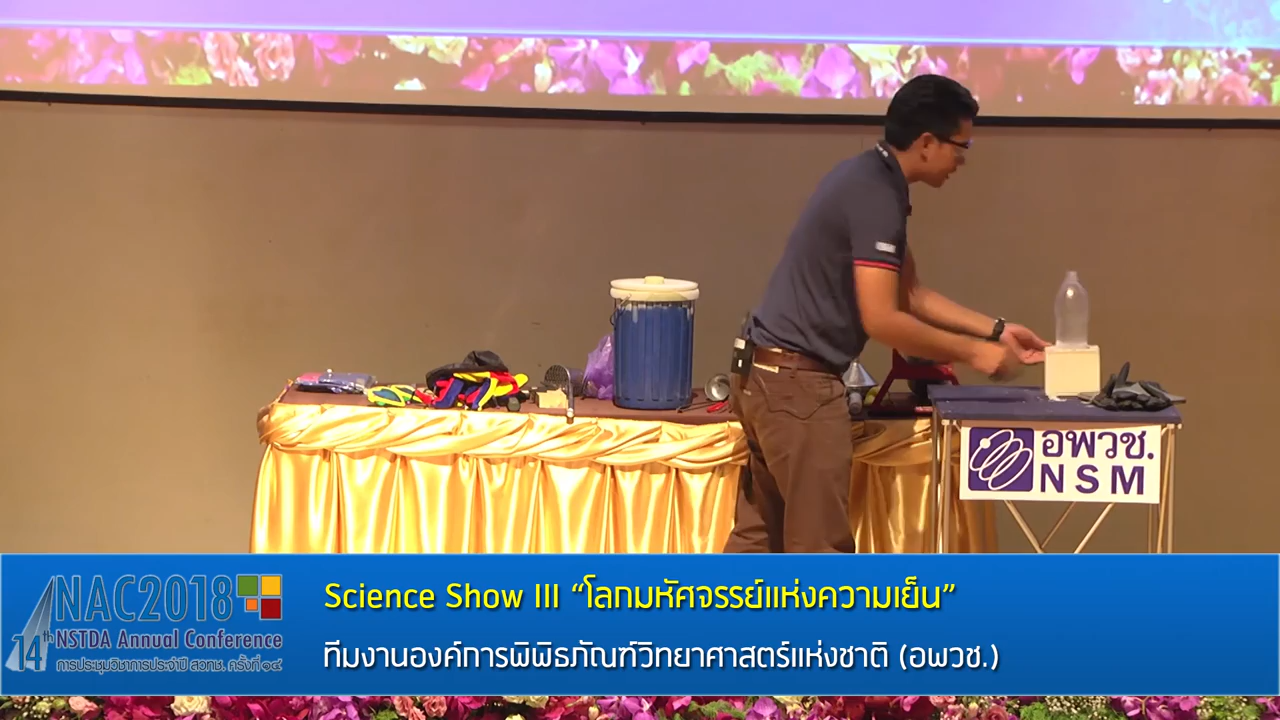 อพวช.
NSM
Science Show III “โลกมหัศจรรย์แห่งความเย็น”
ทีมงานองค์การพิพิธภัณฑ์วิทยาศาสตร์แห่งชาติ (อพวช.)
NAC2018
14th NSTDA Annual Conference
การประชุมวิชาการประจำปี สวทช. ครั้งที่ ๑๔